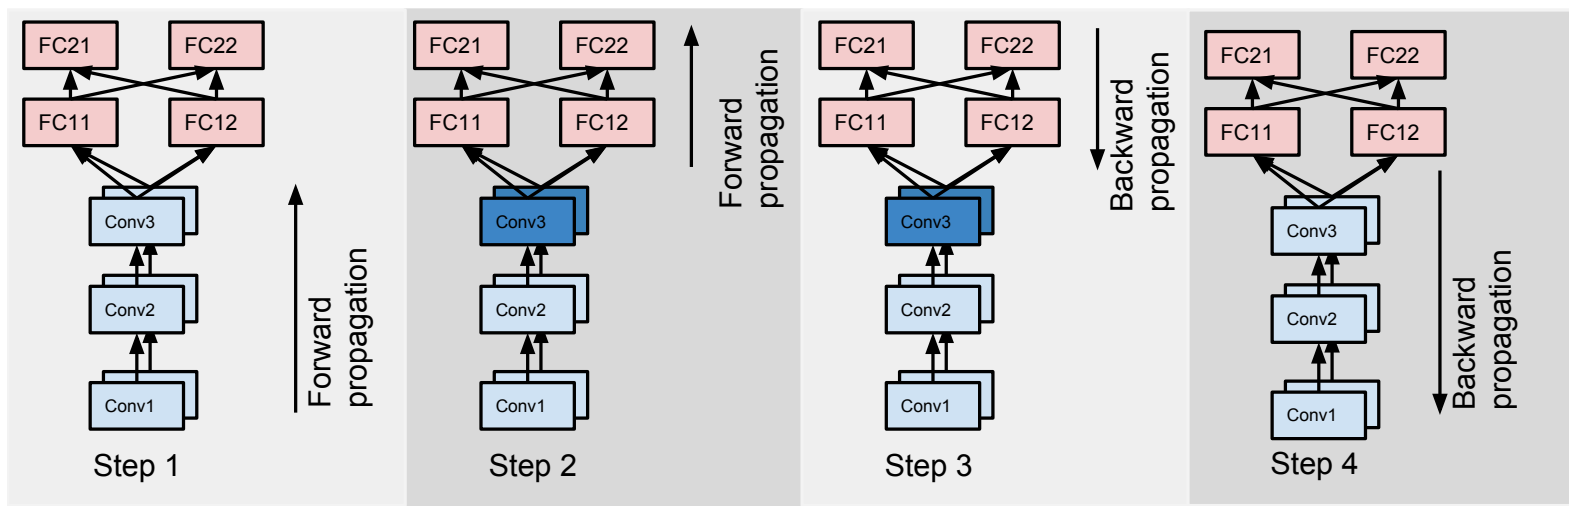 FC21 FC22
FC11 FC12
Conv3
Conv2
Conv1
Forward
propagation
Step 1
FC21 FC22
FC11 FC12
Conv3
Conv2
Conv1
Forward
propagation
Step 2
FC21 FC22
FC11 FC12
Conv3
Conv2
Conv1
Backward
propagation
Step 3
FC21 FC22
FC11 FC12
Conv3
Conv2
Conv1
Backward
propagation
Step 4